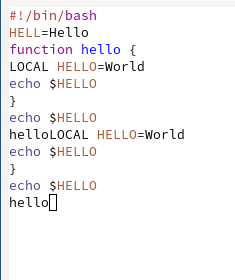 #!/bin/bash
HELL=Hello
function hello {
LOCAL HELLO=World
echo $HELLO
}
echo $HELLO
helloLOCAL HELLO=World
echo $HELLO
}
echo $HELLO
hello